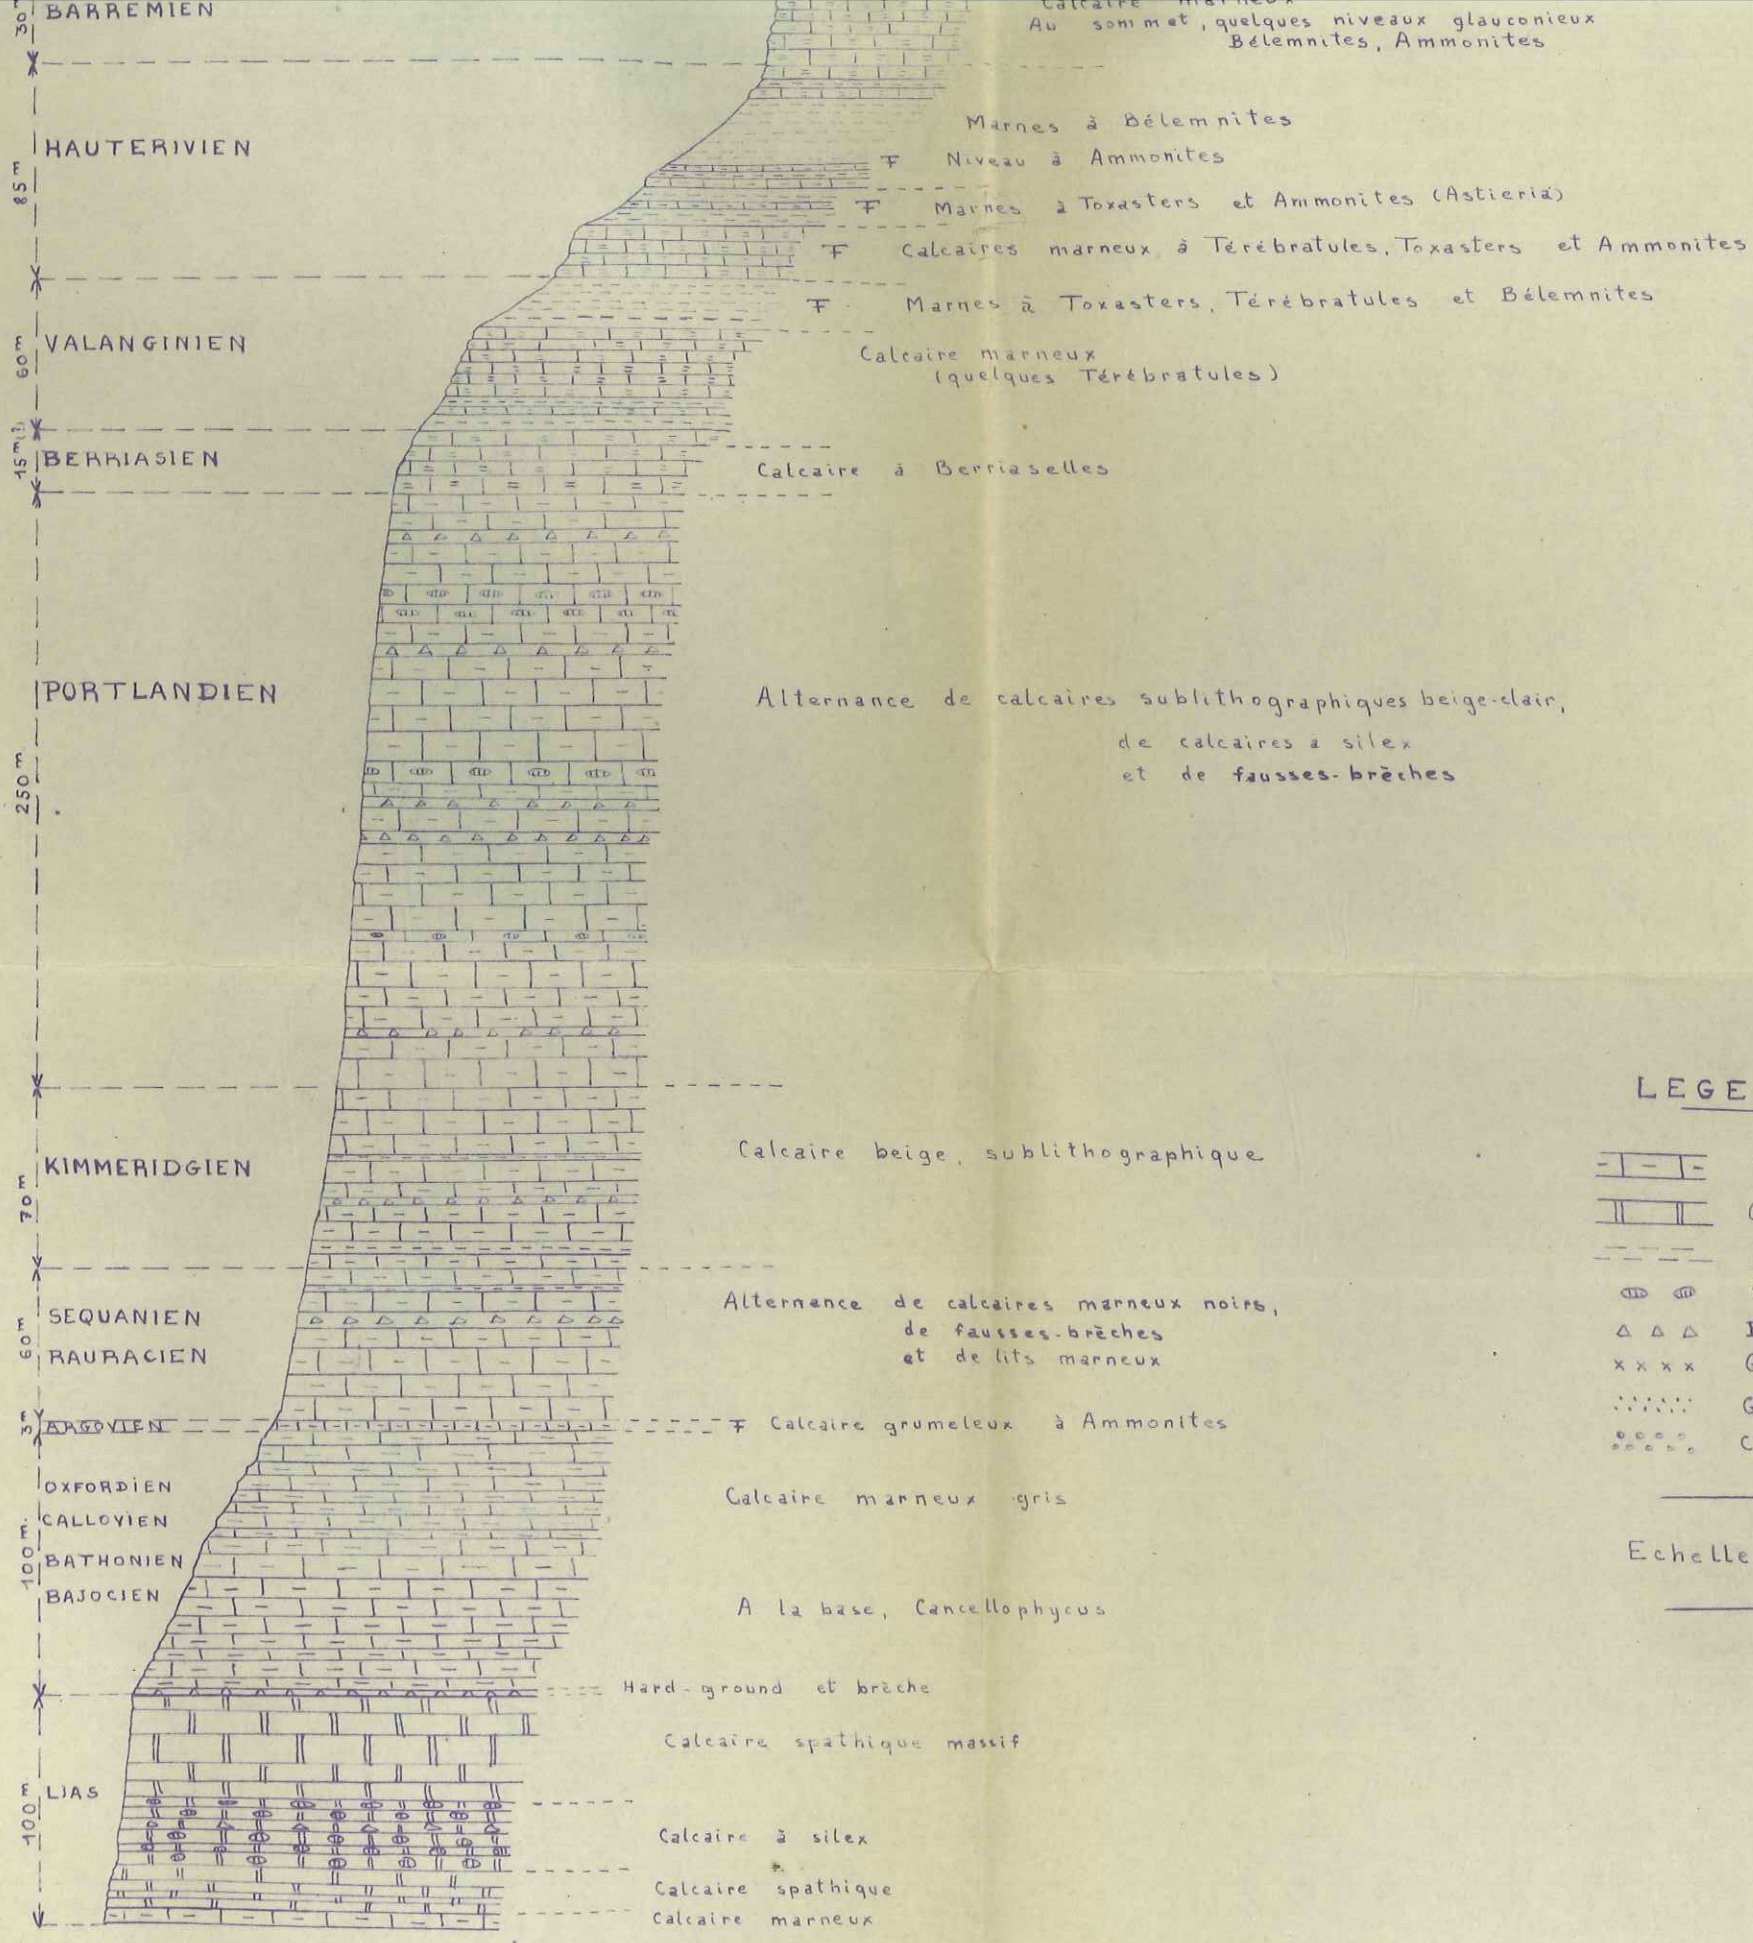 BARREMIEN
30
Calcaire marneux
Au sommet, quelques niveaux glauconieux
Bélemnites, Ammonites
HAUTERIVIEN
85 m
Marnes à Bélemnites
F Niveau à Ammonites
F Marnes à Toxasters et Ammonites (Astieria)
F Calcaires marneux à Térébratules, Toxasters et Ammonites
F Marnes à Toxasters, Térébratules et Bélemnites
VALANGINIEN
60 m
Calcaire marneux
(quelques Térébratules)
BERRIASIEN
15 m(?)
Calcaire à Berriaselles
PORTLANDIEN
250 m
Alternance de calcaires sublithographiques beige-clair,
de calcaires a silex
et de fausses-brèches
KIMMERIDGIEN
70 m
Calcaire beige, sublithographique
SEQUANIEN
RAURACIEN
60 m
Alternance de calcaires marneux noirs,
de fausses-brèches
et de lits marneux
ARGOVIEN
3 m
F Calcaire grumeleux à Ammonites
OXFORDIEN
CALLOVIEN
BATHONIEN
BAJOCIEN
100 m.
Calcaire marneux gris
A la base, Cancellophycus
Hard-ground et brèche
Calcaire spathique massif
LIAS
100 m
Calcaire à silex
Calcaire spathique
Calcaire marneux
LEGE
Echelle